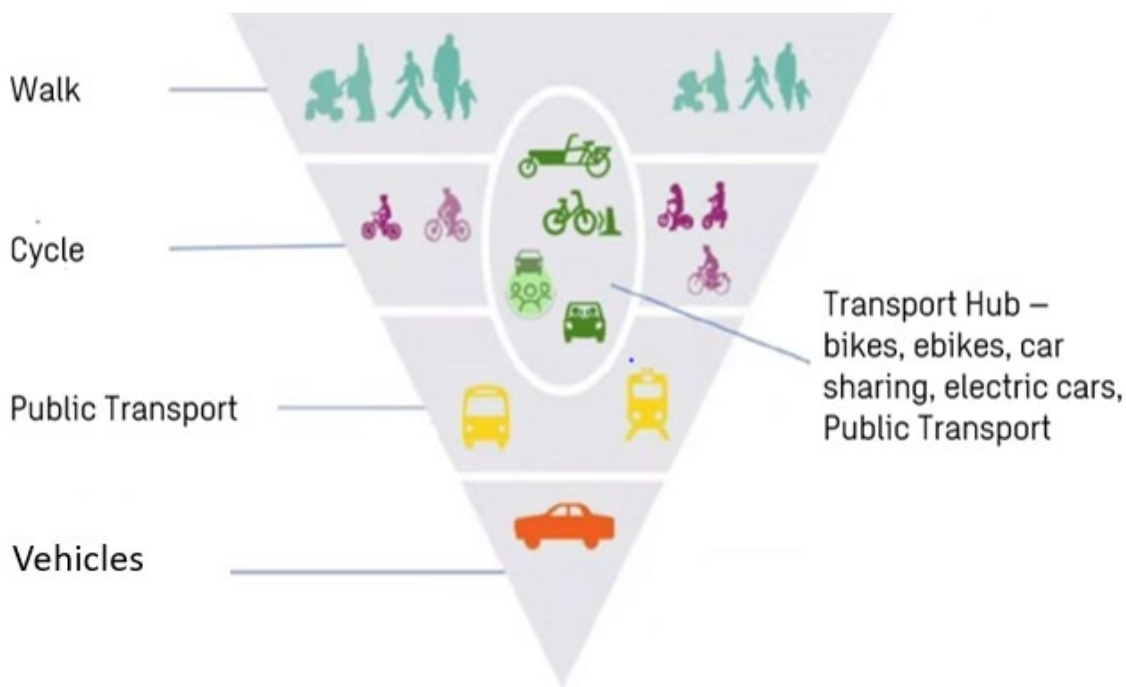 Walk
Cycle
Transport Hub –
bikes, ebikes, car
sharing, electric cars,
Public Transport
Public Transport
Vehicles